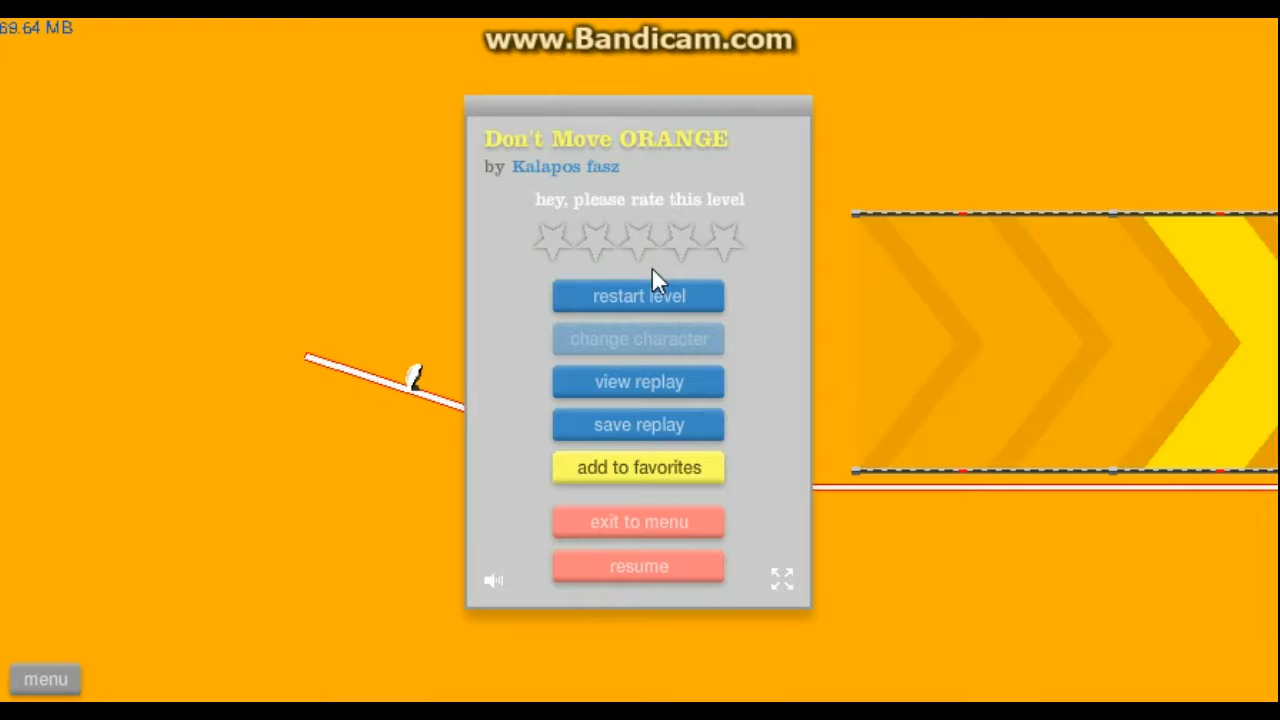 69.64 MB
www.Bandicam.com
Don't Move ORANGE
by Kalapos fasz
hey, please rate this level
restart level
change character
view replay
save replay
add to favorites
exit to menu
resume
menu